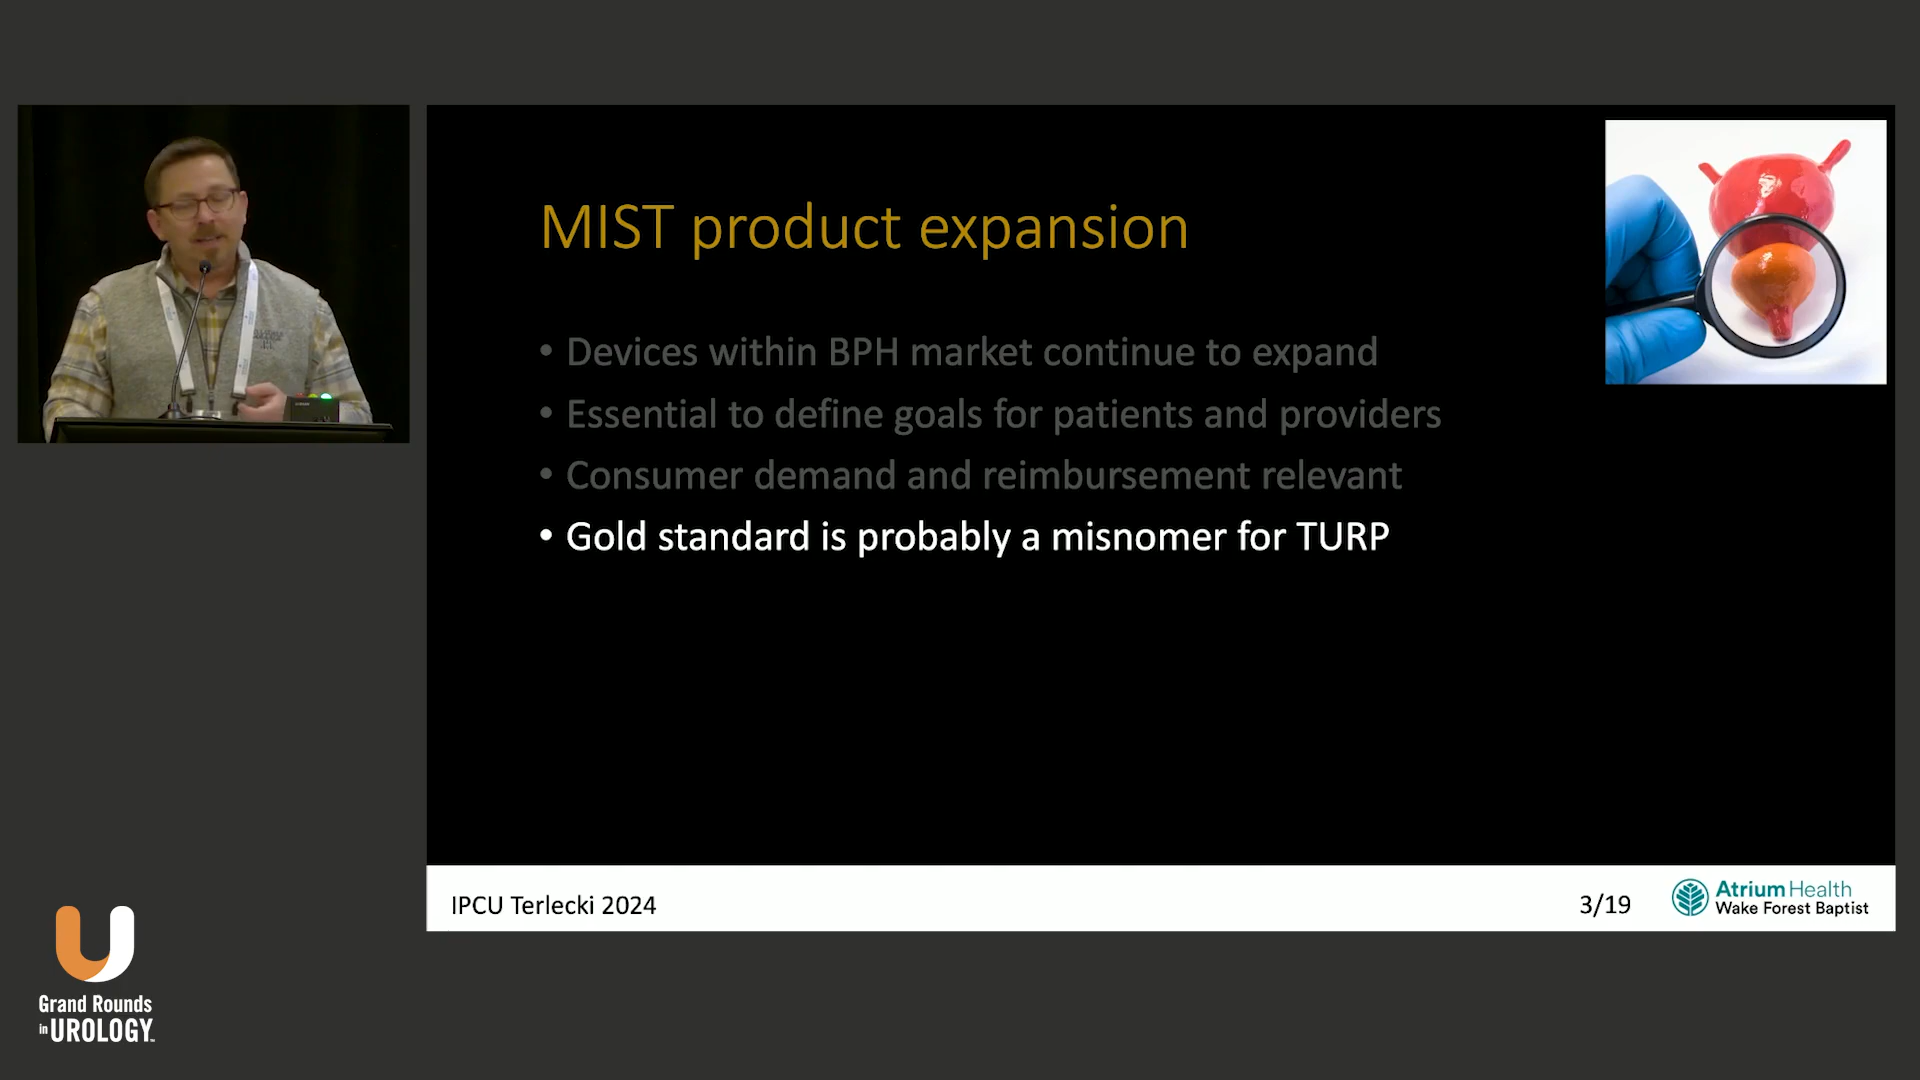 MIST product expansion
• Devices within BPH market continue to expand
• Essential to define goals for patients and providers
• Consumer demand and reimbursement relevant
• Gold standard is probably a misnomer for TURP
IPCU Terlecki 2024
3/19
Atrium Health
Wake Forest Baptist
Grand Rounds
in UROLOGY™